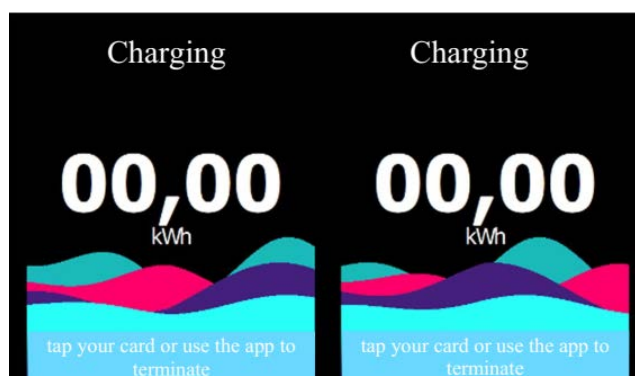 Charging
00,00
kWh
tap your card or use the app to
terminate
Charging
00,00
kWh
tap your card or use the app to
terminate